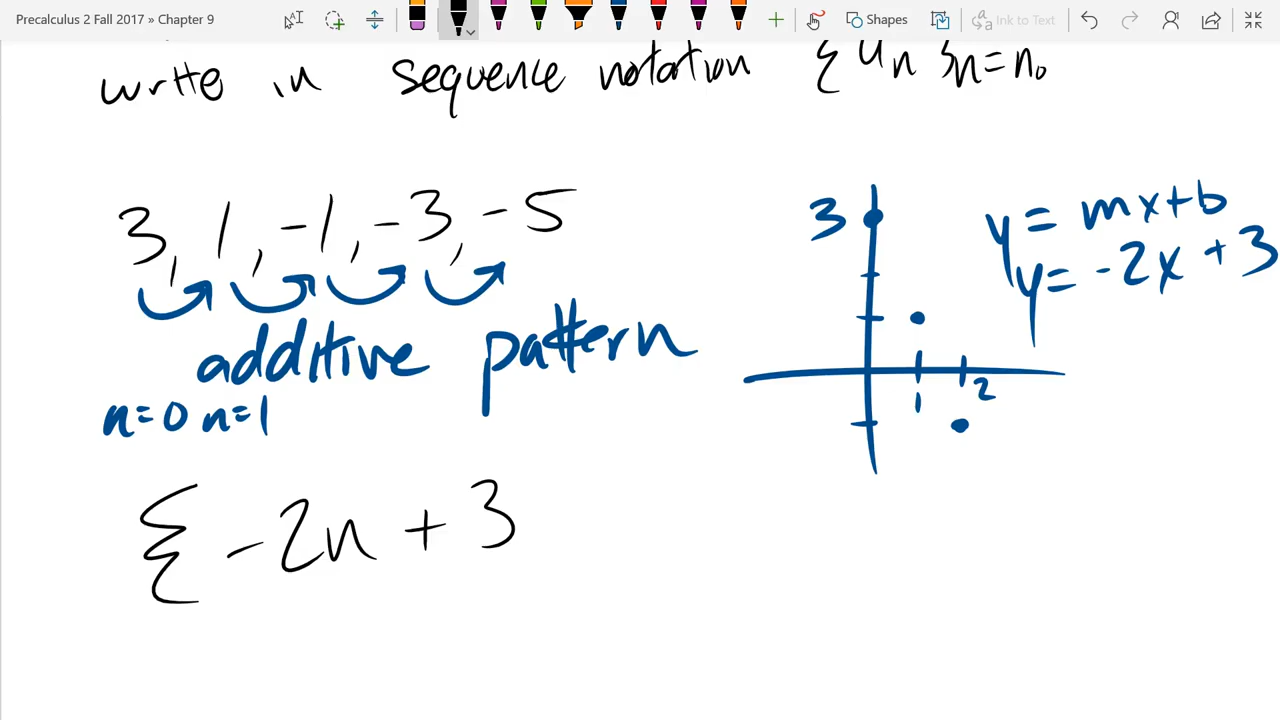 Precalculus 2 Fall 2017 » Chapter 9
Shapes
Ink to Text
write in sequence notation { a n } n = n₀
3, 1, -1, -3, -5
additive pattern
n=0 n=1
{ -2n + 3
3
y = mx+b
y = -2x + 3
1
2